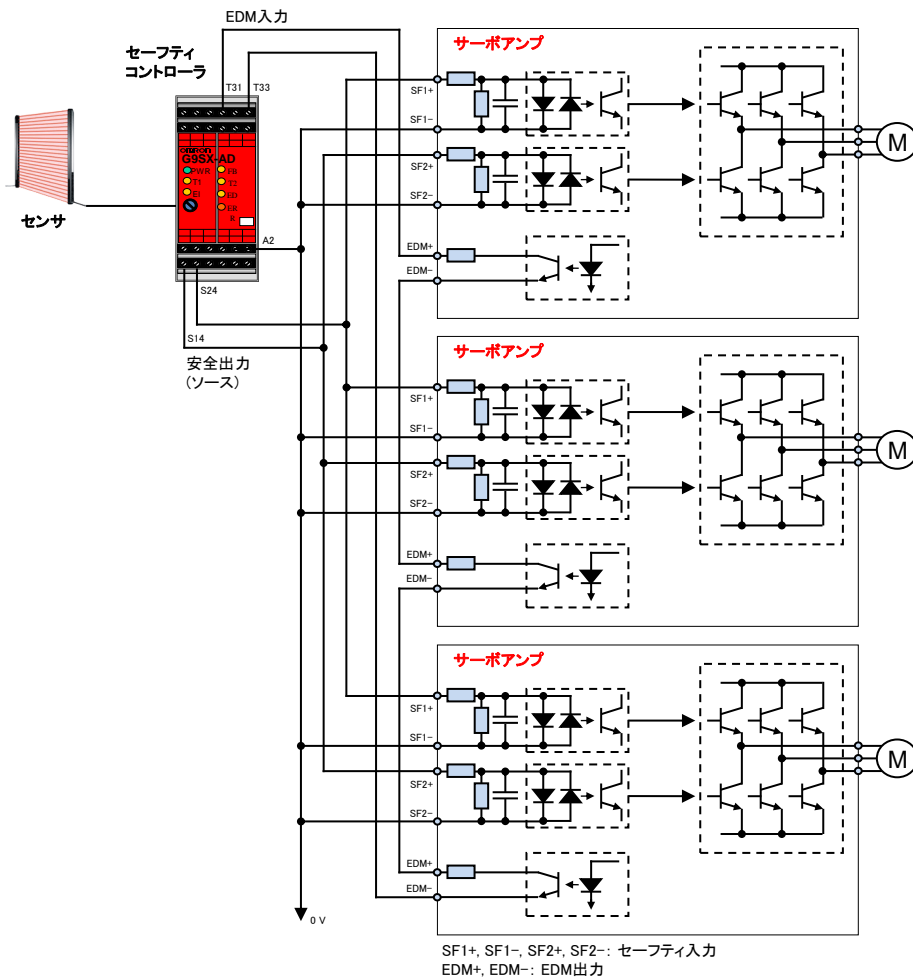 EDM入力
セーフティ
コントローラ
T31
T33
omron
G9SX-AD
PWR
FB
T1
T2
EI
ED
ER
K
センサ
A2
S24
S14
安全出力
(ソース)
0 V
サーボアンプ
SF1+
SF1-
SF2+
SF2-
EDM+
EDM-
M
サーボアンプ
SF1+
SF1-
SF2+
SF2-
EDM+
EDM-
M
サーボアンプ
SF1+
SF1-
SF2+
SF2-
EDM+
EDM-
M
SF1+, SF1-, SF2+, SF2-: セーフティ入力
EDM+, EDM-: EDM出力